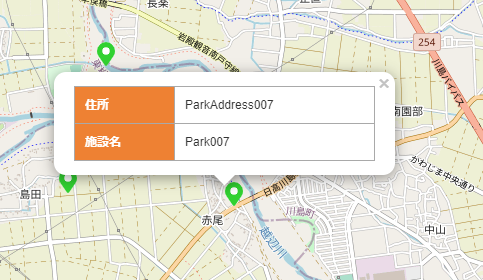 長楽
岩殿観音南戸守線
254
川島バイパス
×
住所 ParkAddress007
施設名 Park007
南園部
かわじま中央通り
島田
日高川島
川島町
赤尾
越辺川
中山